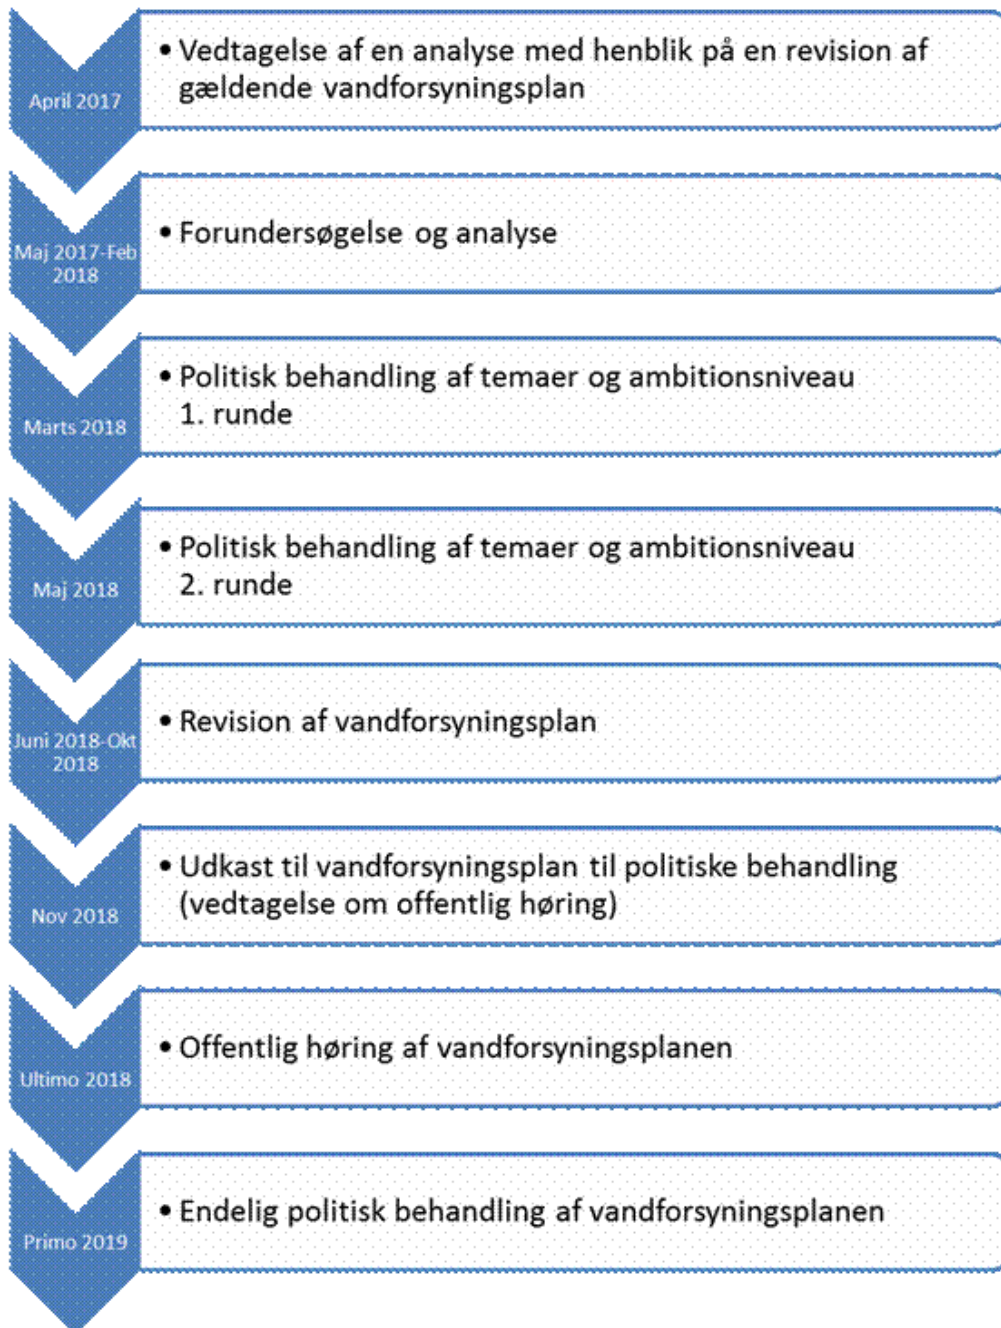 April 2017
• Vedtagelse af en analyse med henblik på en revision af
gældende vandforsyningsplan
Maj 2017-Feb
2018
• Forundersøgelse og analyse
Marts 2018
• Politisk behandling af temaer og ambitionsniveau
1. runde
Maj 2018
• Politisk behandling af temaer og ambitionsniveau
2. runde
Juni 2018-Okt
2018
• Revision af vandforsyningsplan
Nov 2018
• Udkast til vandforsyningsplan til politiske behandling
(vedtagelse om offentlig høring)
Ultimo 2018
• Offentlig høring af vandforsyningsplanen
Primo 2019
• Endelig politisk behandling af vandforsyningsplanen